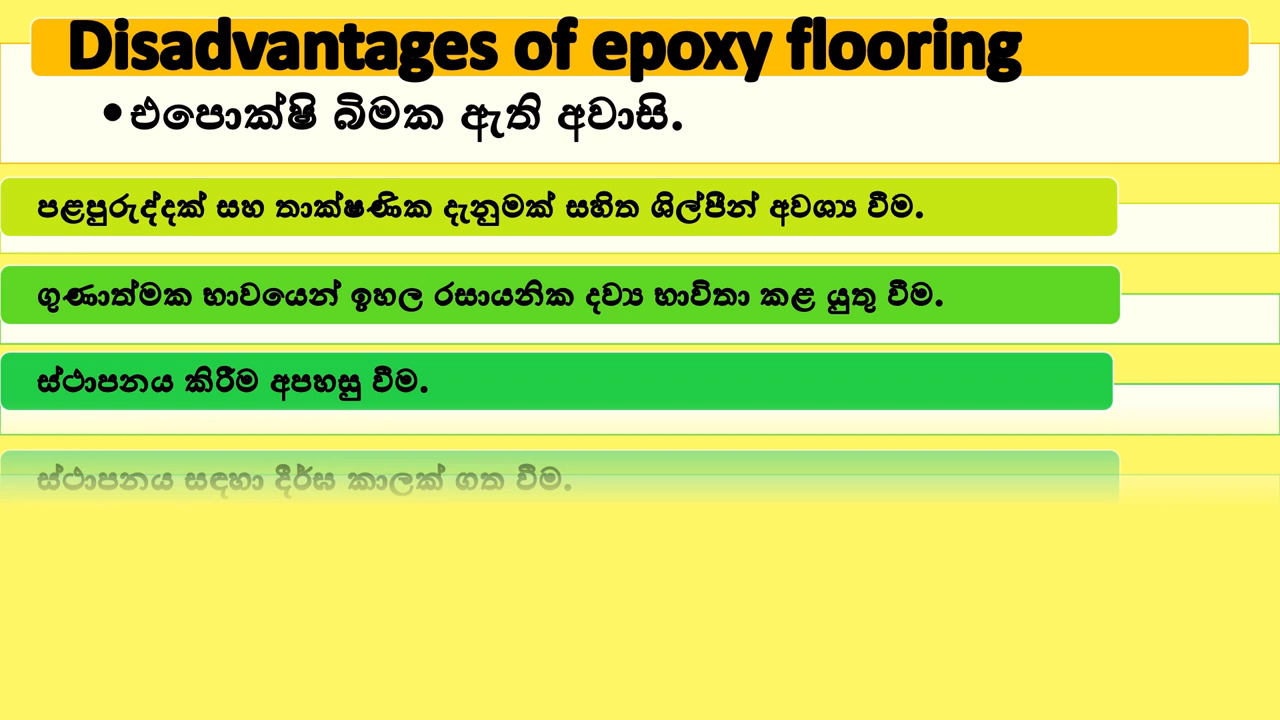 Disadvantages of epoxy flooring
•එපොක්ෂි බිමක ඇති අවාසි.
පළපුරුද්දක් සහ තාක්ෂණික දැනුමක් සහිත ශිල්පීන් අවශ්‍ය වීම.
ගුණාත්මක භාවයෙන් ඉහල රසායනික ද‍ව්‍ය භාවිතා කළ යුතු වීම.
ස්ථාපනය කිරීම අපහසු වීම.
ස්ථාපනය සඳහා දීර්ඝ කාලක් ගත වීම.